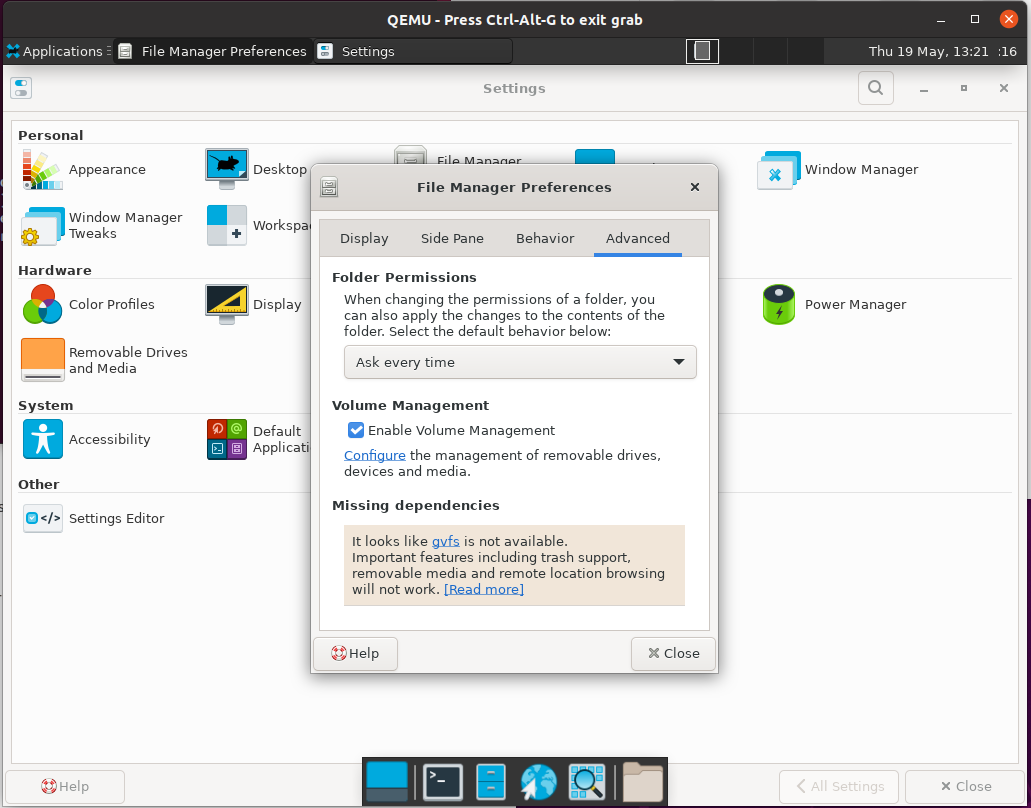 QEMU - Press Ctrl-Alt-G to exit grab
Applications
File Manager Preferences
Settings
Thu 19 May, 13:21 :16
Settings
Personal
Appearance
Desktop
File Manager
Window Manager
Window Manager
Tweaks
Workspa
Hardware
Color Profiles
Display
Power Manager
Removable Drives
and Media
System
Accessibility
Default
Applicati
Other
</>
Settings Editor
File Manager Preferences
Display
Side Pane
Behavior
Advanced
Folder Permissions
When changing the permissions of a folder, you
can also apply the changes to the contents of the
folder. Select the default behavior below:
Ask every time
Volume Management
Enable Volume Management
Configure the management of removable drives,
devices and media.
Missing dependencies
It looks like gvfs is not available.
Important features including trash support,
removable media and remote location browsing
will not work. [Read more]
Help
Close
Help
All Settings
Close